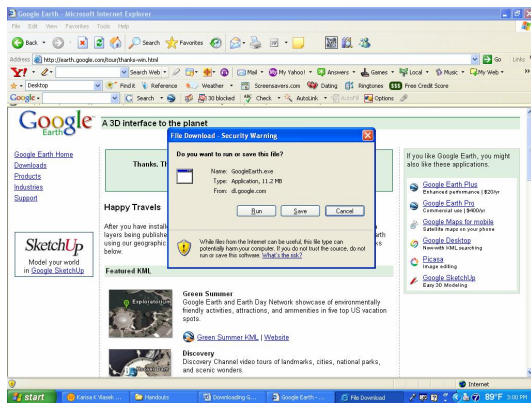 Google Earth - Microsoft Internet Explorer
File Edit View Favorites Tools Help
Back Search Favorites
Address http://earth.google.com/tour/thanks-win.html Go Links
Y! Search Web Mail My Yahoo! Answers Games Local Music My Web
Desktop Find it Reference Weather Screensavers.com Dating Ringtones Free Credit Score
Google Search 30 blocked Check AutoLink AutoFill Options
Google Earth
A 3D interface to the planet
File Download - Security Warning
Do you want to run or save this file?
Name: GoogleEarth.exe
Type: Application, 11.2 MB
From: dl.google.com
Run Save Cancel
While files from the Internet can be useful, this file type can
potentially harm your computer. If you do not trust the source, do not
run or save this software. What's the risk?
Google Earth Home
Downloads
Products
Industries
Support
SketchUp
Model your world
in Google SketchUp
Thanks. Th
Happy Travels
After you have install
layers being publishe
using our geographic
below.
Featured KML
Exploratorium
Green Summer
Google Earth and Earth Day Network showcase of environmentally
friendly activities, attractions, and ammenities in five top US vacation
spots.
Green Summer KML | Website
Discovery
Discovery Channel video tours of landmarks, cities, national parks,
and scenic wonders.
If you like Google Earth, you might
also like these applications.
Google Earth Plus
Enhanced performance | $20/yr
Google Earth Pro
Commercial use | $400/yr
Google Maps for mobile
Satellite maps on your phone
Google Desktop
Now with KML searching
Picasa
Image editing
Google SketchUp
Easy 3D Modeling
Internet
start Karisa K Vlasek ... Handouts Downloading G... Google Earth - ... File Download 89°F 3:00 PM